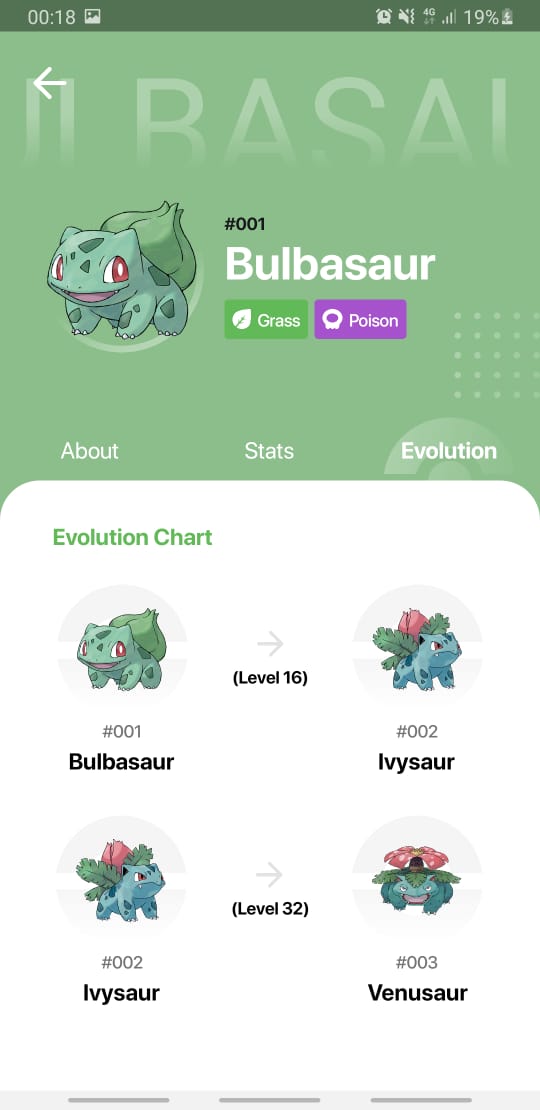 00:18
4G
19%
#001
Bulbasaur
Grass
Poison
About
Stats
Evolution
Evolution Chart
(Level 16)
#001
#002
Bulbasaur
Ivysaur
(Level 32)
#002
#003
Ivysaur
Venusaur